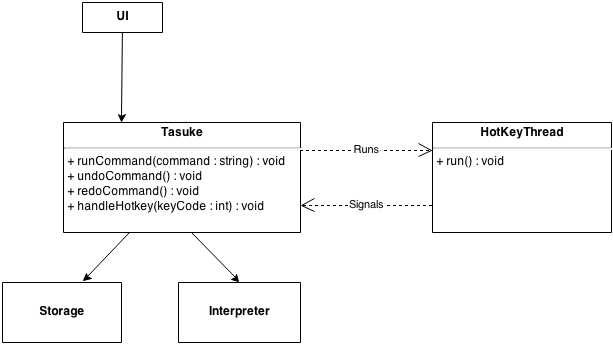 UI
Tasuke
+ runCommand(command : string) : void
+ undoCommand() : void
+ redoCommand() : void
+ handleHotkey(keyCode : int) : void
Runs
Signals
HotKeyThread
+ run() : void
Storage
Interpreter